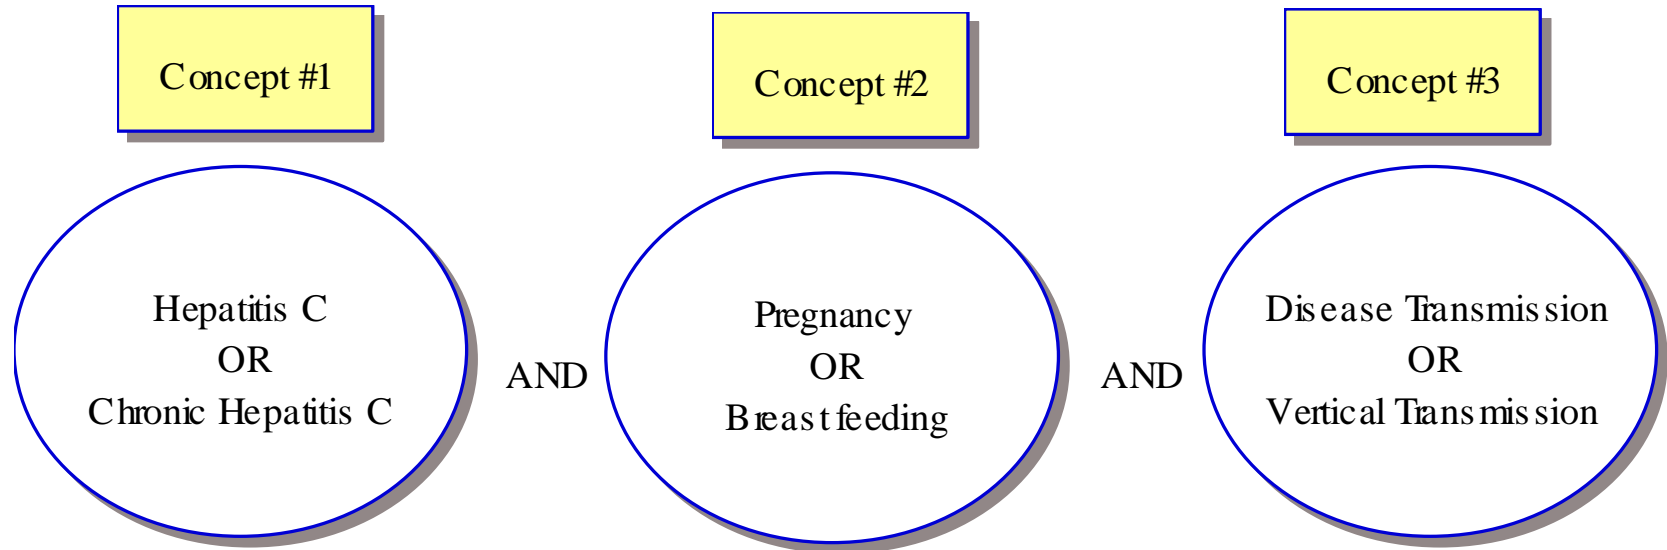 Concept #1
Concept #2
Concept #3
Hepatitis C
OR
Chronic Hepatitis C
AND
Pregnancy
OR
Breastfeeding
AND
Disease Transmission
OR
Vertical Transmission